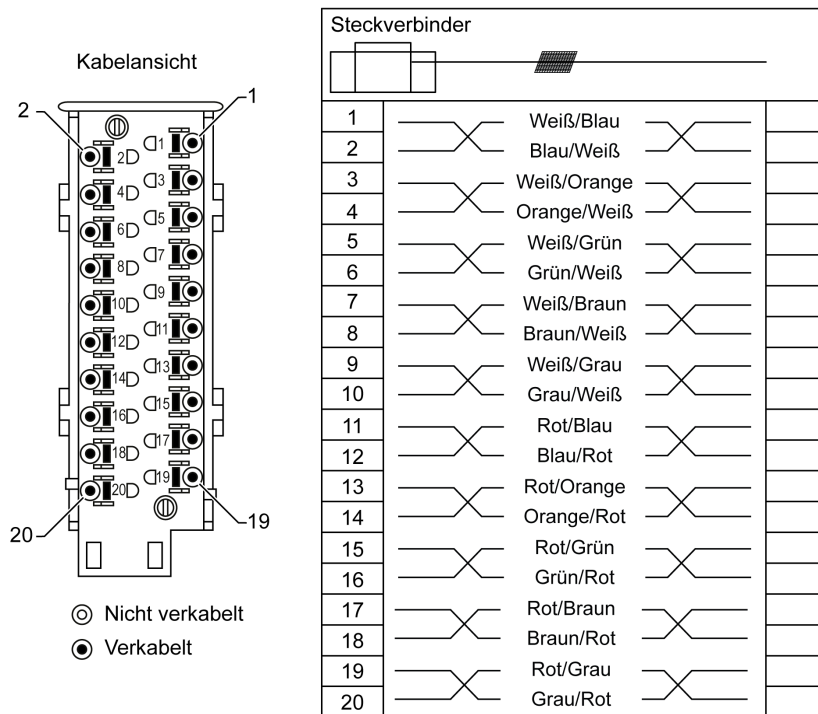 Kabelansicht
2
1
1
2
3
4
5
6
7
8
9
10
11
12
13
14
15
16
17
18
19
20
20
19
Nicht verkabelt
Verkabelt
Steckverbinder
1 Weiß/Blau
2 Blau/Weiß
3 Weiß/Orange
4 Orange/Weiß
5 Weiß/Grün
6 Grün/Weiß
7 Weiß/Braun
8 Braun/Weiß
9 Weiß/Grau
10 Grau/Weiß
11 Rot/Blau
12 Blau/Rot
13 Rot/Orange
14 Orange/Rot
15 Rot/Grün
16 Grün/Rot
17 Rot/Braun
18 Braun/Rot
19 Rot/Grau
20 Grau/Rot